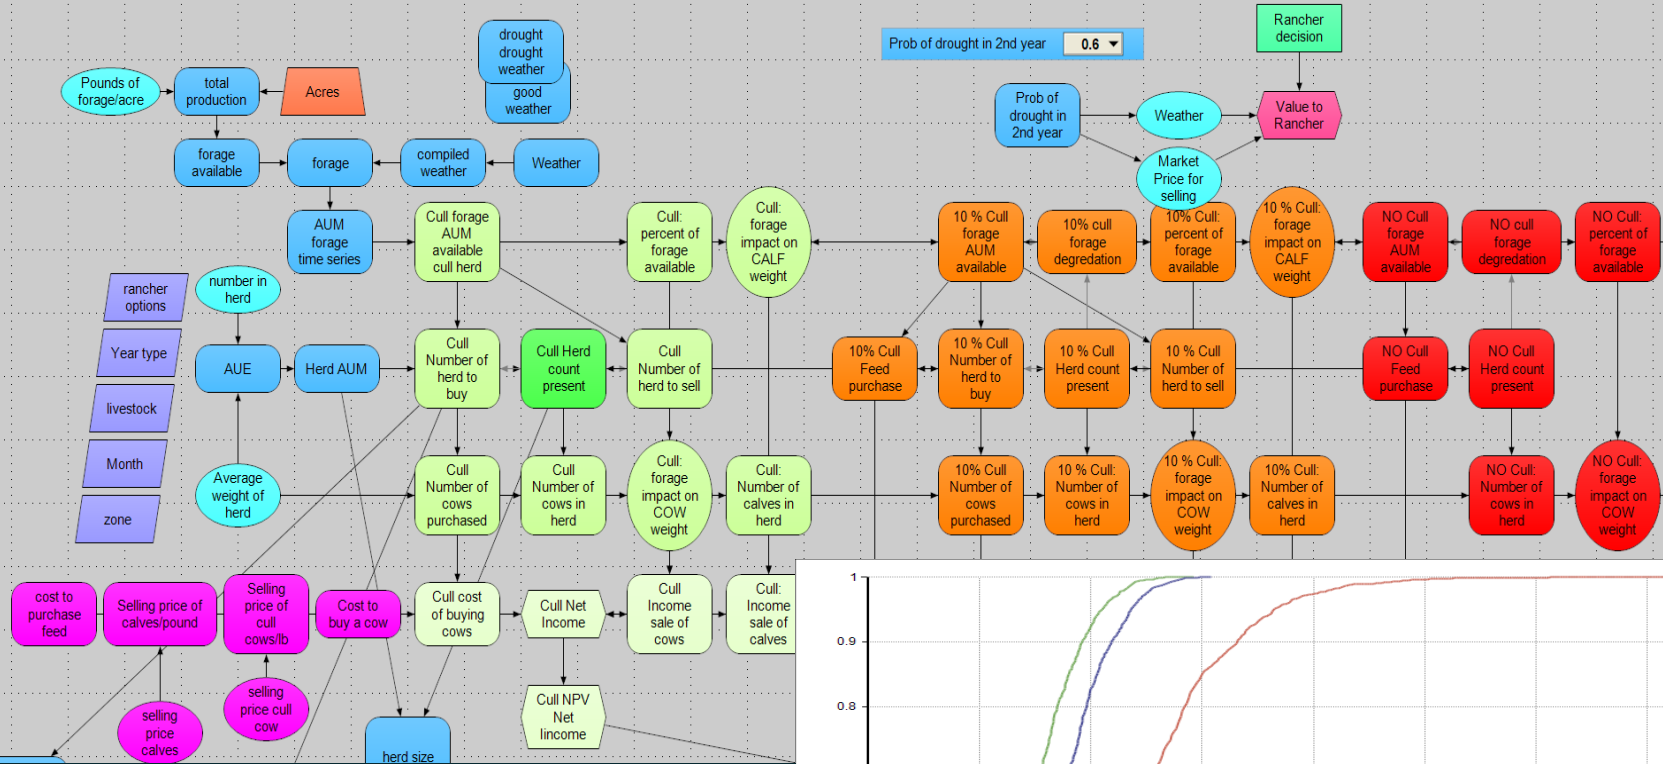 drought
drought
weather
good
weather
Prob of drought in 2nd year
0.6
Rancher
decision
Pounds of
forage/acre
total
production
Acres
Prob of
drought in
2nd year
Weather
Value to
Rancher
forage
available
forage
compiled
weather
Weather
Market
Price for
selling
AUM
forage
time series
Cull forage
AUM
available
cull herd
Cull:
percent of
forage
available
Cull:
forage
impact on
CALF
weight
10 % Cull
forage
AUM
available
10% cull
forage
degredation
10% Cull:
percent of
forage
available
10 % Cull:
forage
impact on
CALF
weight
NO Cull
forage
AUM
available
NO cull
forage
degredation
NO Cull:
percent of
forage
available
rancher
options
number in
herd
Year type
AUE
Herd AUM
Cull
Number of
herd to
buy
Cull Herd
count
present
Cull
Number of
herd to sell
10% Cull
Feed
purchase
10 % Cull
Number of
herd to
buy
10 % Cull
Herd count
present
10 % Cull
Number of
herd to sell
NO Cull
Feed
purchase
NO Cull
Herd count
present
livestock
Month
zone
Average
weight of
herd
Cull
Number of
cows
purchased
Cull:
Number of
cows in
herd
Cull:
forage
impact on
COW
weight
Cull:
Number of
calves in
herd
10% Cull
Number of
cows
purchased
10 % Cull:
Number of
cows in
herd
10 % Cull:
forage
impact on
COW
weight
10% Cull:
Number of
calves in
herd
NO Cull:
Number of
cows in
herd
NO Cull:
forage
impact on
COW
weight
cost to
purchase
feed
Selling price of
calves/pound
Selling
price of
cull
cows/lb
Cost to
buy a cow
Cull cost
of buying
cows
Cull Net
Income
Cull
Income
sale of
cows
Cull:
Income
sale of
calves
selling
price
calves
selling
price cull
cow
Cull NPV
Net
Iincome
herd size
1
0.9
0.8